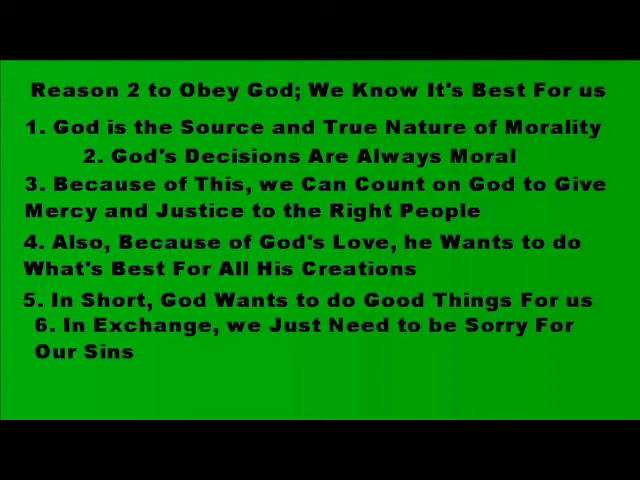 Reason 2 to Obey God; We Know It's Best For us
1. God is the Source and True Nature of Morality
2. God's Decisions Are Always Moral
3. Because of This, we Can Count on God to Give
Mercy and Justice to the Right People
4. Also, Because of God's Love, he Wants to do
What's Best For All His Creations
5. In Short, God Wants to do Good Things For us
6. In Exchange, we Just Need to be Sorry For
Our Sins